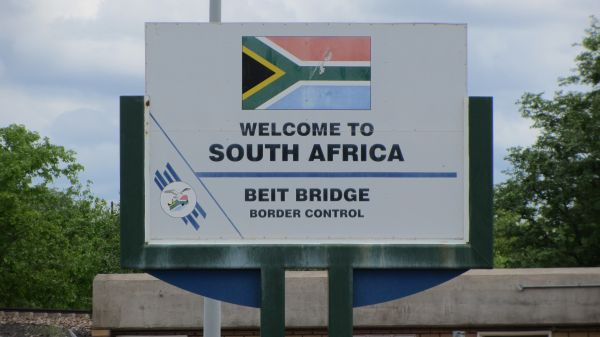 WELCOME TO
SOUTH AFRICA
BEIT BRIDGE
BORDER CONTROL